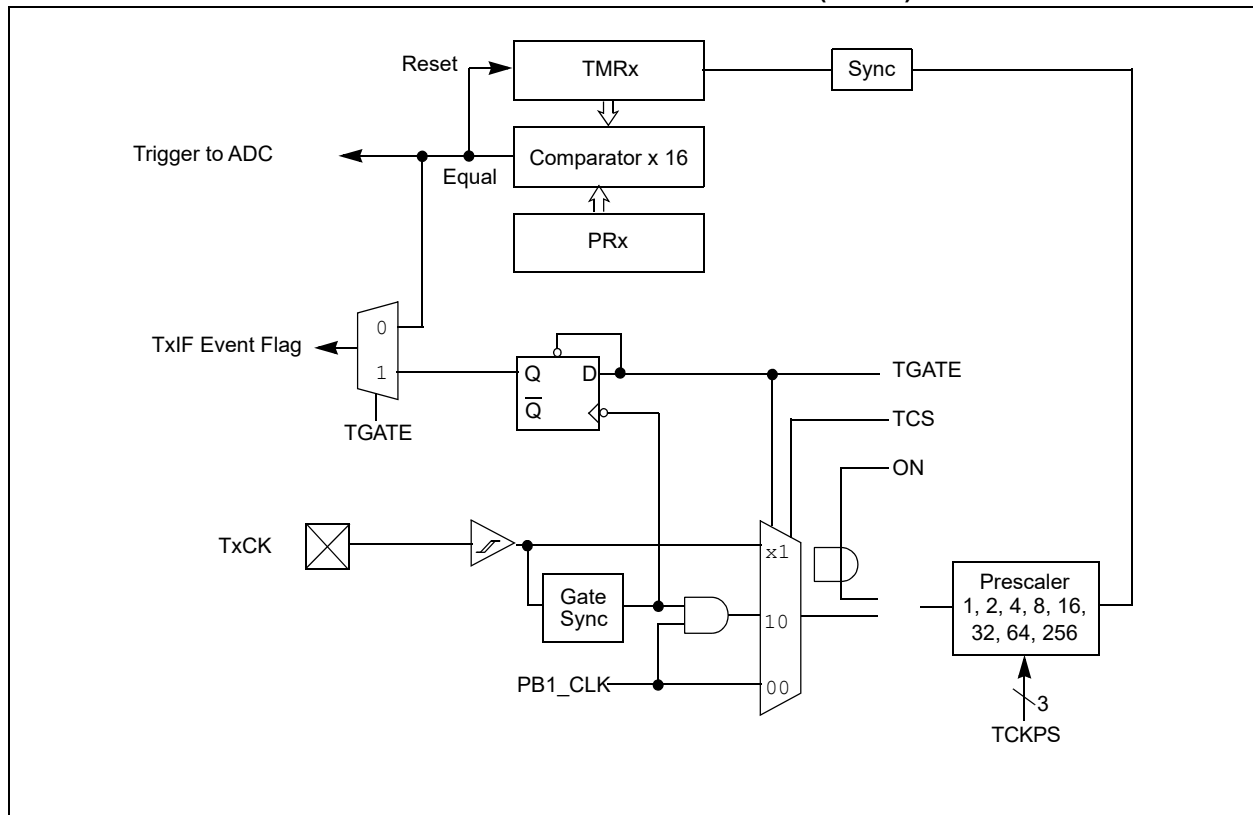 Reset
TMRx
Sync
Trigger to ADC
Comparator x 16
Equal
PRx
0
TxIF Event Flag
1
TGATE
Q
D
Q
TGATE
TCS
ON
TxCK
x1
Gate
Sync
10
PB1_CLK
00
Prescaler
1, 2, 4, 8, 16,
32, 64, 256
3
TCKPS